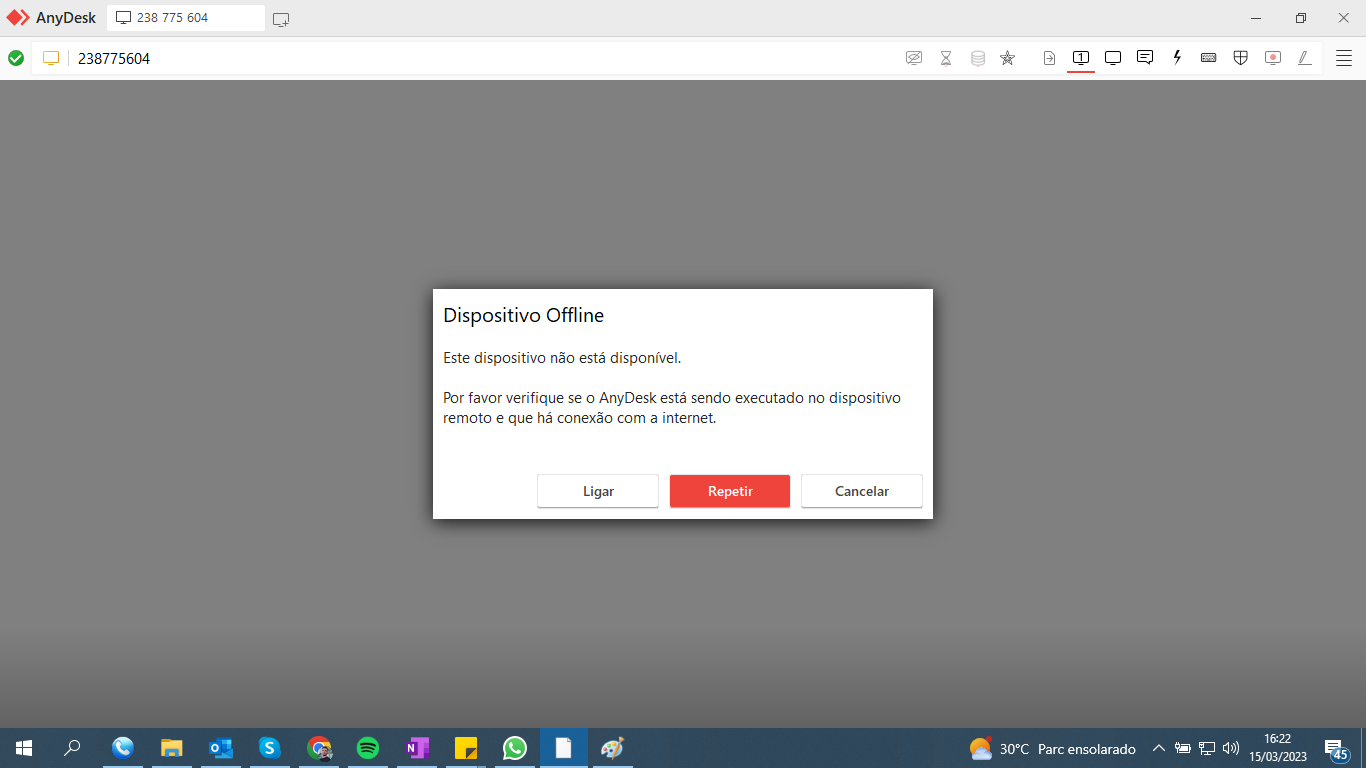 AnyDesk
238 775 604
238775604
1
Dispositivo Offline
Este dispositivo não está disponível.
Por favor verifique se o AnyDesk está sendo executado no dispositivo
remoto e que há conexão com a internet.
Ligar
Repetir
Cancelar
30°C Parc ensolarado
16:22
15/03/2023
45